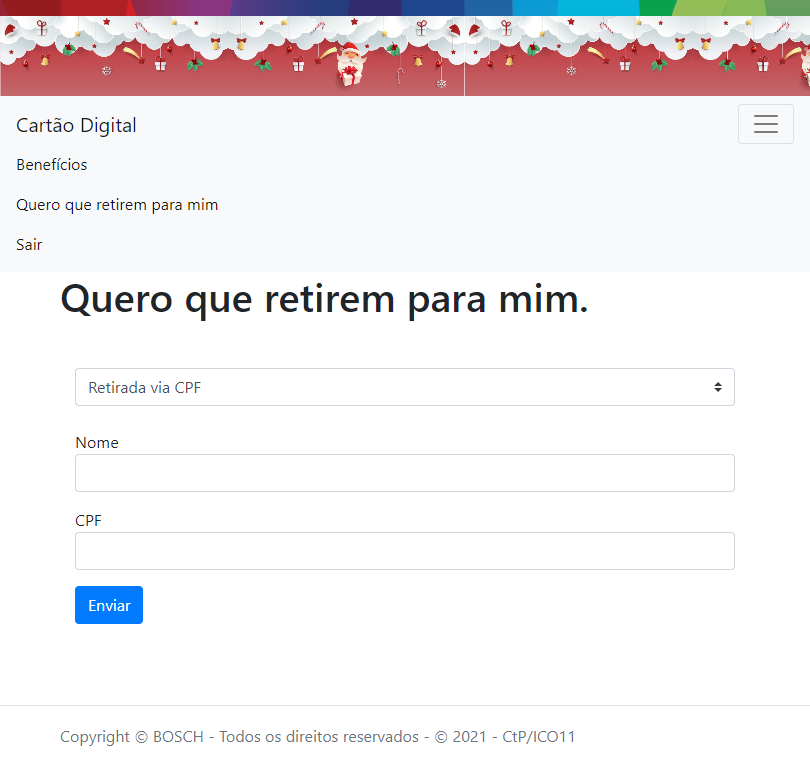 Cartão Digital
Benefícios
Quero que retirem para mim
Sair
Quero que retirem para mim.
Retirada via CPF
Nome
CPF
Enviar
Copyright © BOSCH - Todos os direitos reservados - © 2021 - CtP/ICO11